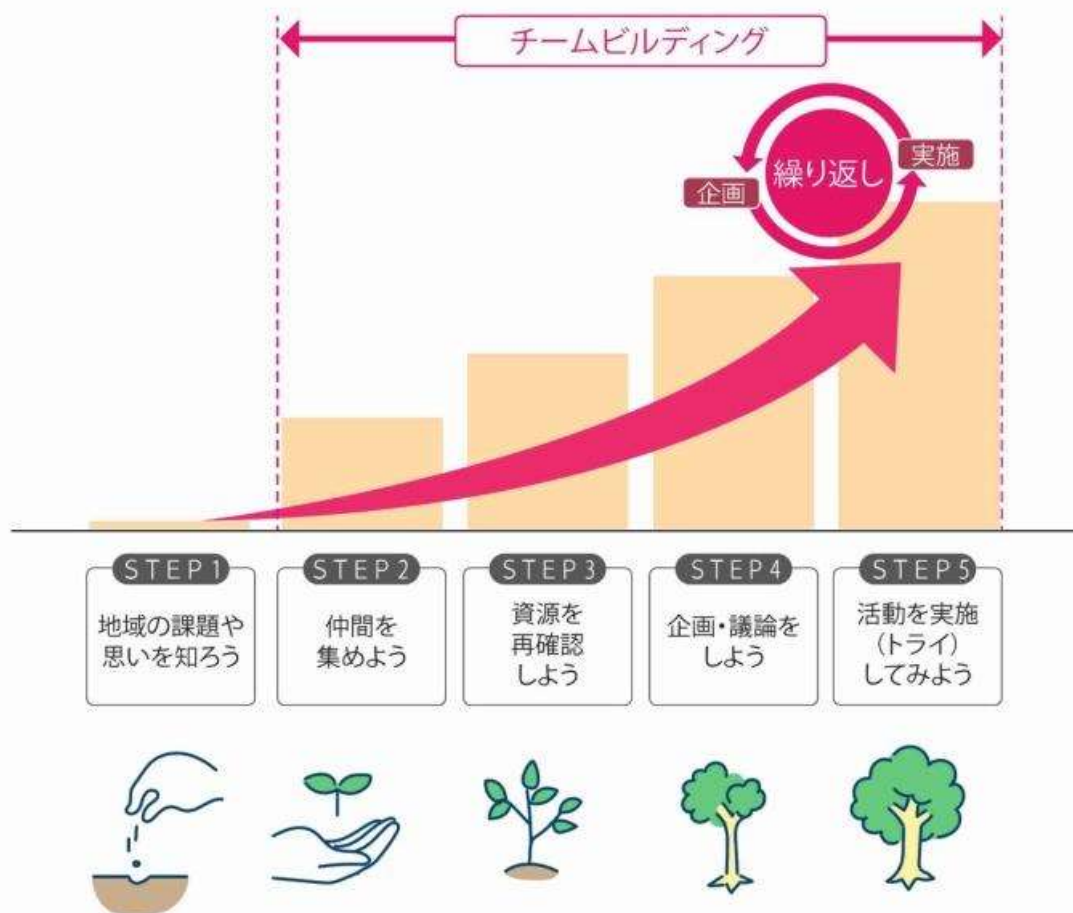 チームビルディング
繰り返し
実施
企画
STEP1
地域の課題や
思いを知ろう
STEP2
仲間を
集めよう
STEP3
資源を
再確認
しよう
STEP4
企画・議論を
しよう
STEP5
活動を実施
(トライ)
してみよう